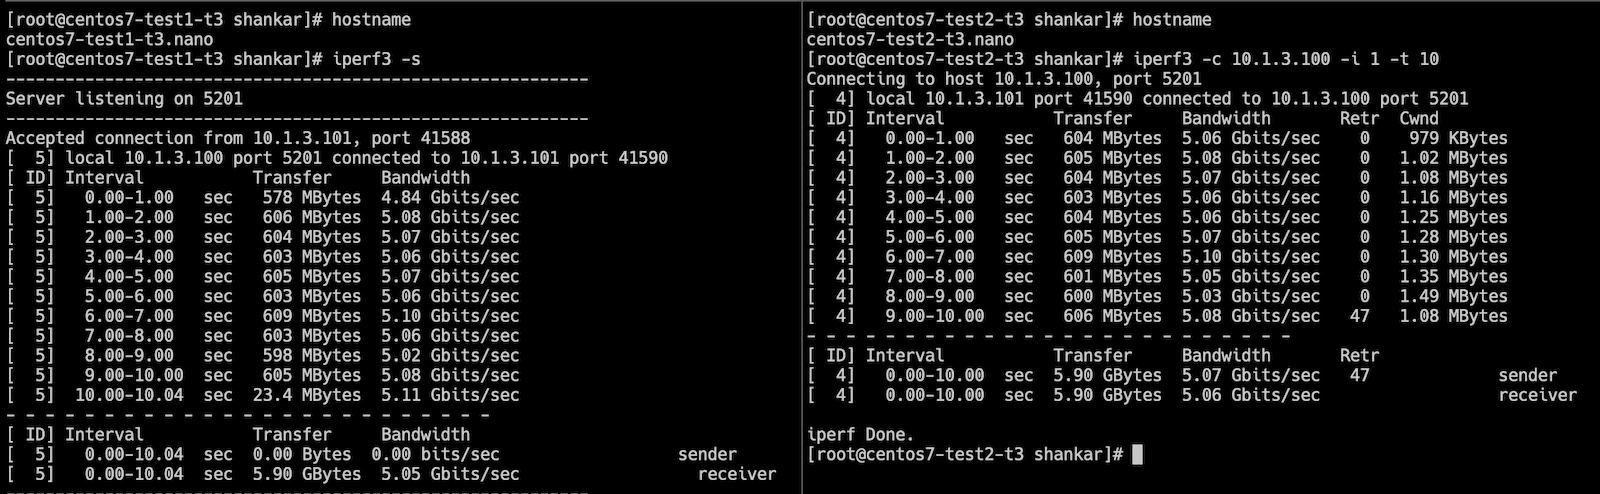 [root@centos7-test1-t3 shankar]# hostname
centos7-test1-t3.nano
[root@centos7-test1-t3 shankar]# iperf3 -s
-----------------------------------------------------------
Server listening on 5201
-----------------------------------------------------------
Accepted connection from 10.1.3.101, port 41588
[  5] local 10.1.3.100 port 5201 connected to 10.1.3.101 port 41590
[ ID] Interval           Transfer     Bandwidth
[  5]   0.00-1.00   sec   578 MBytes  4.84 Gbits/sec
[  5]   1.00-2.00   sec   606 MBytes  5.08 Gbits/sec
[  5]   2.00-3.00   sec   604 MBytes  5.07 Gbits/sec
[  5]   3.00-4.00   sec   603 MBytes  5.06 Gbits/sec
[  5]   4.00-5.00   sec   605 MBytes  5.07 Gbits/sec
[  5]   5.00-6.00   sec   603 MBytes  5.06 Gbits/sec
[  5]   6.00-7.00   sec   609 MBytes  5.10 Gbits/sec
[  5]   7.00-8.00   sec   603 MBytes  5.06 Gbits/sec
[  5]   8.00-9.00   sec   598 MBytes  5.02 Gbits/sec
[  5]   9.00-10.00  sec   605 MBytes  5.08 Gbits/sec
[  5]  10.00-10.04  sec  23.4 MBytes  5.11 Gbits/sec
- - - - - - - - - - - - - - - - - - - - - - - - -
[ ID] Interval           Transfer     Bandwidth
[  5]   0.00-10.04  sec  0.00 Bytes  0.00 bits/sec                  sender
[  5]   0.00-10.04  sec  5.90 GBytes  5.05 Gbits/sec                  receiver
-----------------------------------------------------------
[root@centos7-test2-t3 shankar]# hostname
centos7-test2-t3.nano
[root@centos7-test2-t3 shankar]# iperf3 -c 10.1.3.100 -i 1 -t 10
Connecting to host 10.1.3.100, port 5201
[  4] local 10.1.3.101 port 41590 connected to 10.1.3.100 port 5201
[ ID] Interval           Transfer     Bandwidth       Retr  Cwnd
[  4]   0.00-1.00   sec   604 MBytes  5.06 Gbits/sec    0    979 KBytes
[  4]   1.00-2.00   sec   605 MBytes  5.08 Gbits/sec    0   1.02 MBytes
[  4]   2.00-3.00   sec   604 MBytes  5.07 Gbits/sec    0   1.08 MBytes
[  4]   3.00-4.00   sec   603 MBytes  5.06 Gbits/sec    0   1.16 MBytes
[  4]   4.00-5.00   sec   604 MBytes  5.06 Gbits/sec    0   1.25 MBytes
[  4]   5.00-6.00   sec   605 MBytes  5.07 Gbits/sec    0   1.28 MBytes
[  4]   6.00-7.00   sec   609 MBytes  5.10 Gbits/sec    0   1.30 MBytes
[  4]   7.00-8.00   sec   601 MBytes  5.05 Gbits/sec    0   1.35 MBytes
[  4]   8.00-9.00   sec   600 MBytes  5.03 Gbits/sec    0   1.49 MBytes
[  4]   9.00-10.00  sec   606 MBytes  5.08 Gbits/sec   47   1.08 MBytes
- - - - - - - - - - - - - - - - - - - - - - - - -
[ ID] Interval           Transfer     Bandwidth       Retr
[  4]   0.00-10.00  sec  5.90 GBytes  5.07 Gbits/sec   47             sender
[  4]   0.00-10.00  sec  5.90 GBytes  5.06 Gbits/sec                  receiver
iperf Done.
[root@centos7-test2-t3 shankar]#